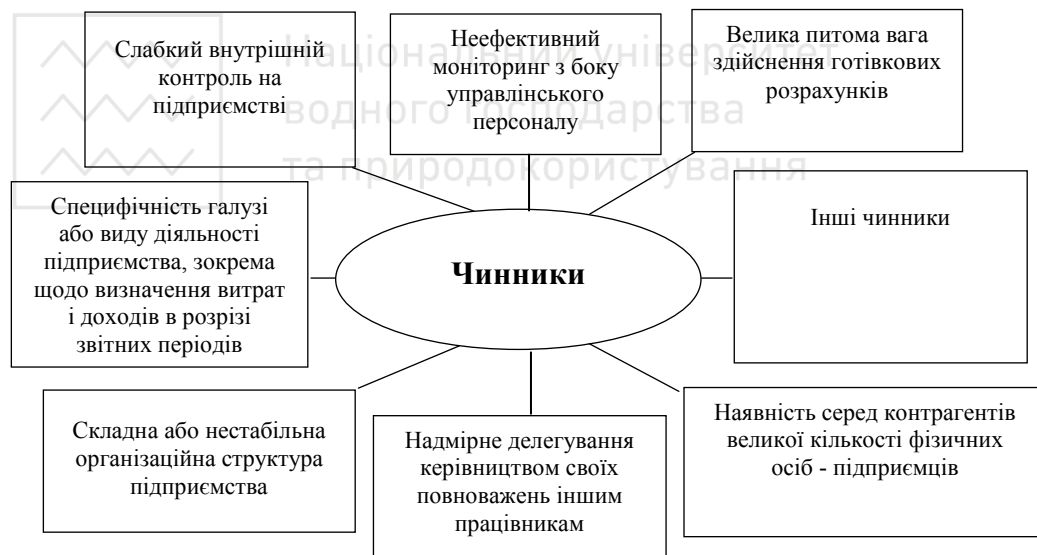 Національний університет
водного господарства
та природокористування
Слабкий внутрішній
контроль на
підприємстві
Неефективний
моніторинг з боку
управлінського
персоналу
Велика питома вага
здійснення готівкових
розрахунків
Специфічність галузі
або виду діяльності
підприємства, зокрема
щодо визначення витрат
і доходів в розрізі
звітних періодів
Чинники
Інші чинники
Складна або нестабільна
організаційна структура
підприємства
Надмірне делегування
керівництвом своїх
повноважень іншим
працівникам
Наявність серед контрагентів
великої кількості фізичних
осіб - підприємців